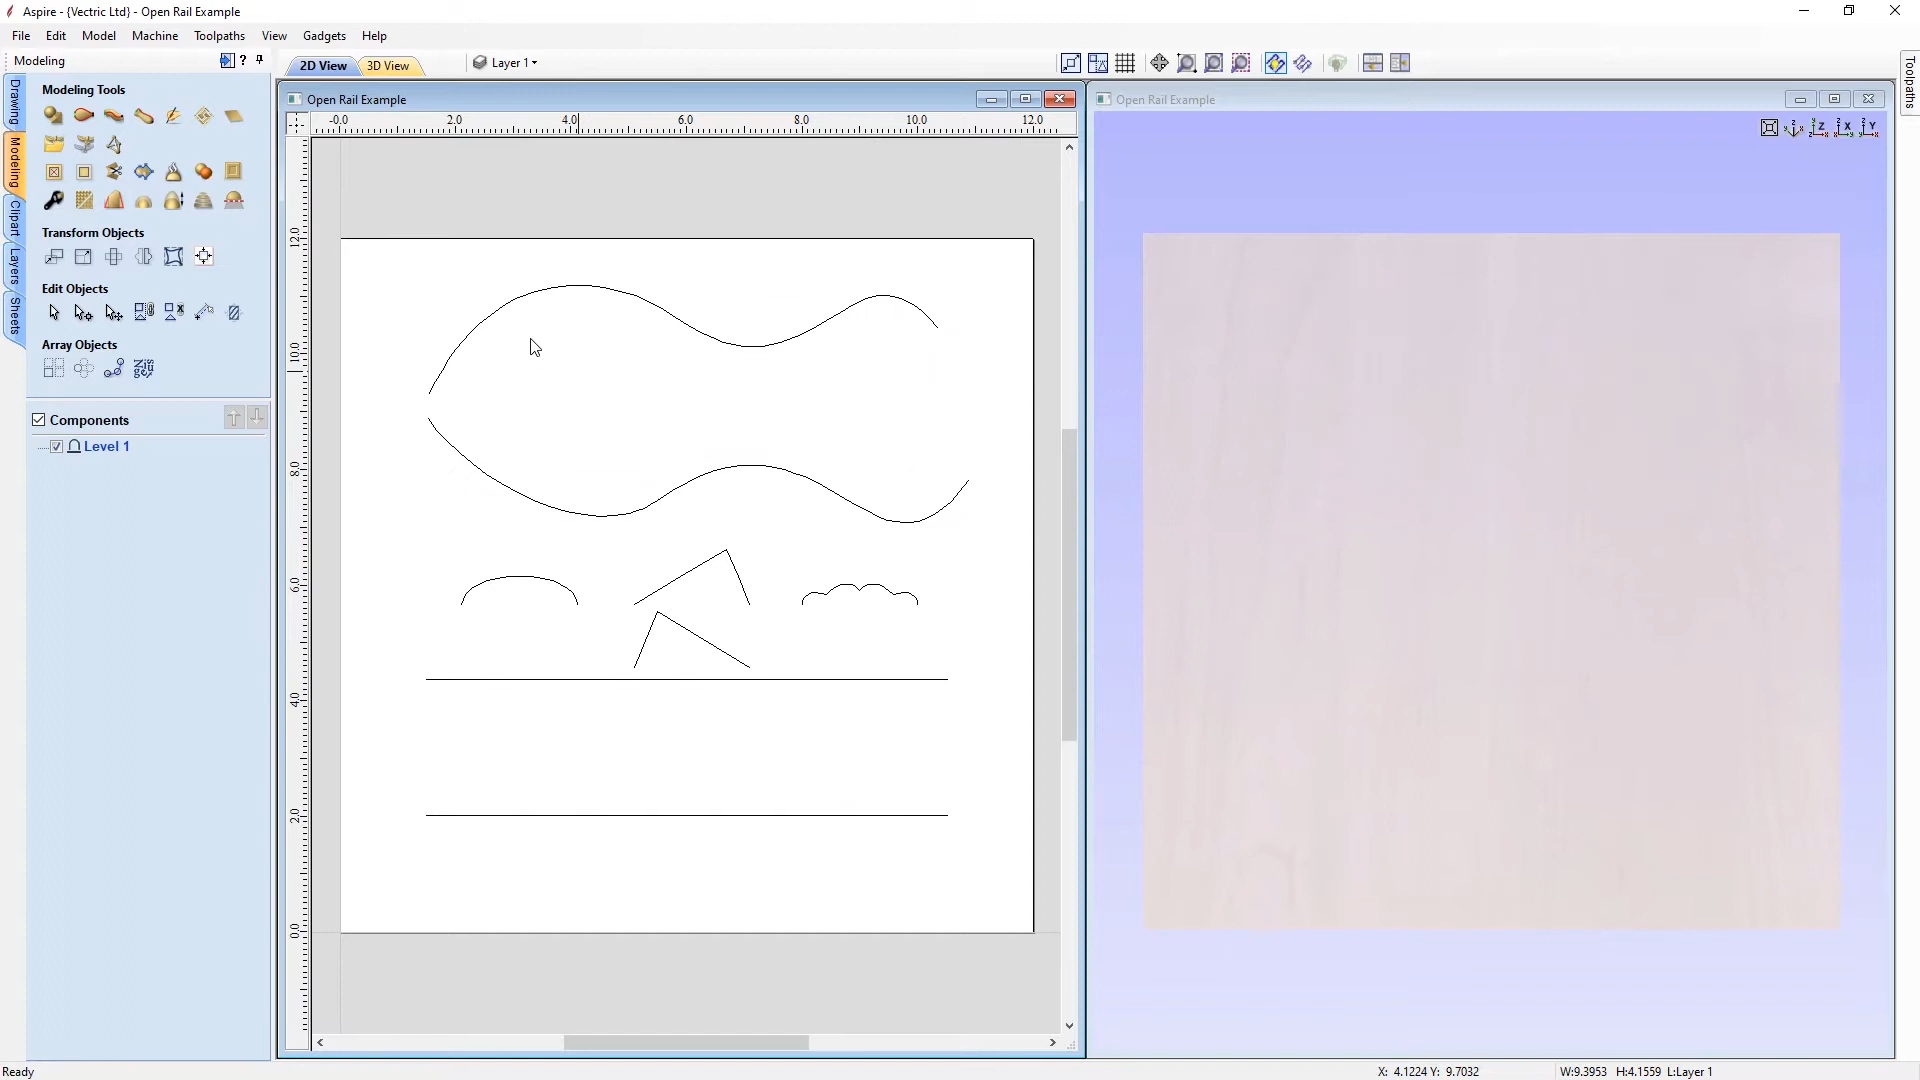 Aspire - {Vectric Ltd} - Open Rail Example
File Edit Model Machine Toolpaths View Gadgets Help
Modeling ?
2D View 3D View Layer 1
Toolpaths
Drawing
Modeling
Clipart
Layers
Sheets
Modeling Tools
Transform Objects
Edit Objects
Array Objects
Components
Level 1
Open Rail Example
-0.0 2.0 4.0 6.0 8.0 10.0 12.0
12.0
10.0
8.0
6.0
4.0
2.0
0.0
Open Rail Example
Ready
X: 4.1224 Y: 9.7032
W:9.3953 H:4.1559 L:Layer 1